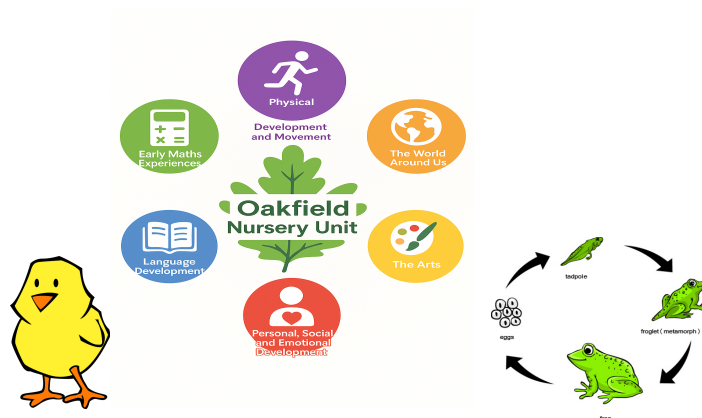 Physical
Development
and Movement
Early Maths
Experiences
The World
Around Us
Oakfield
Nursery Unit
Language
Development
The Arts
Personal, Social
and Emotional
Development
tadpole
eggs
froglet ( metamorph )